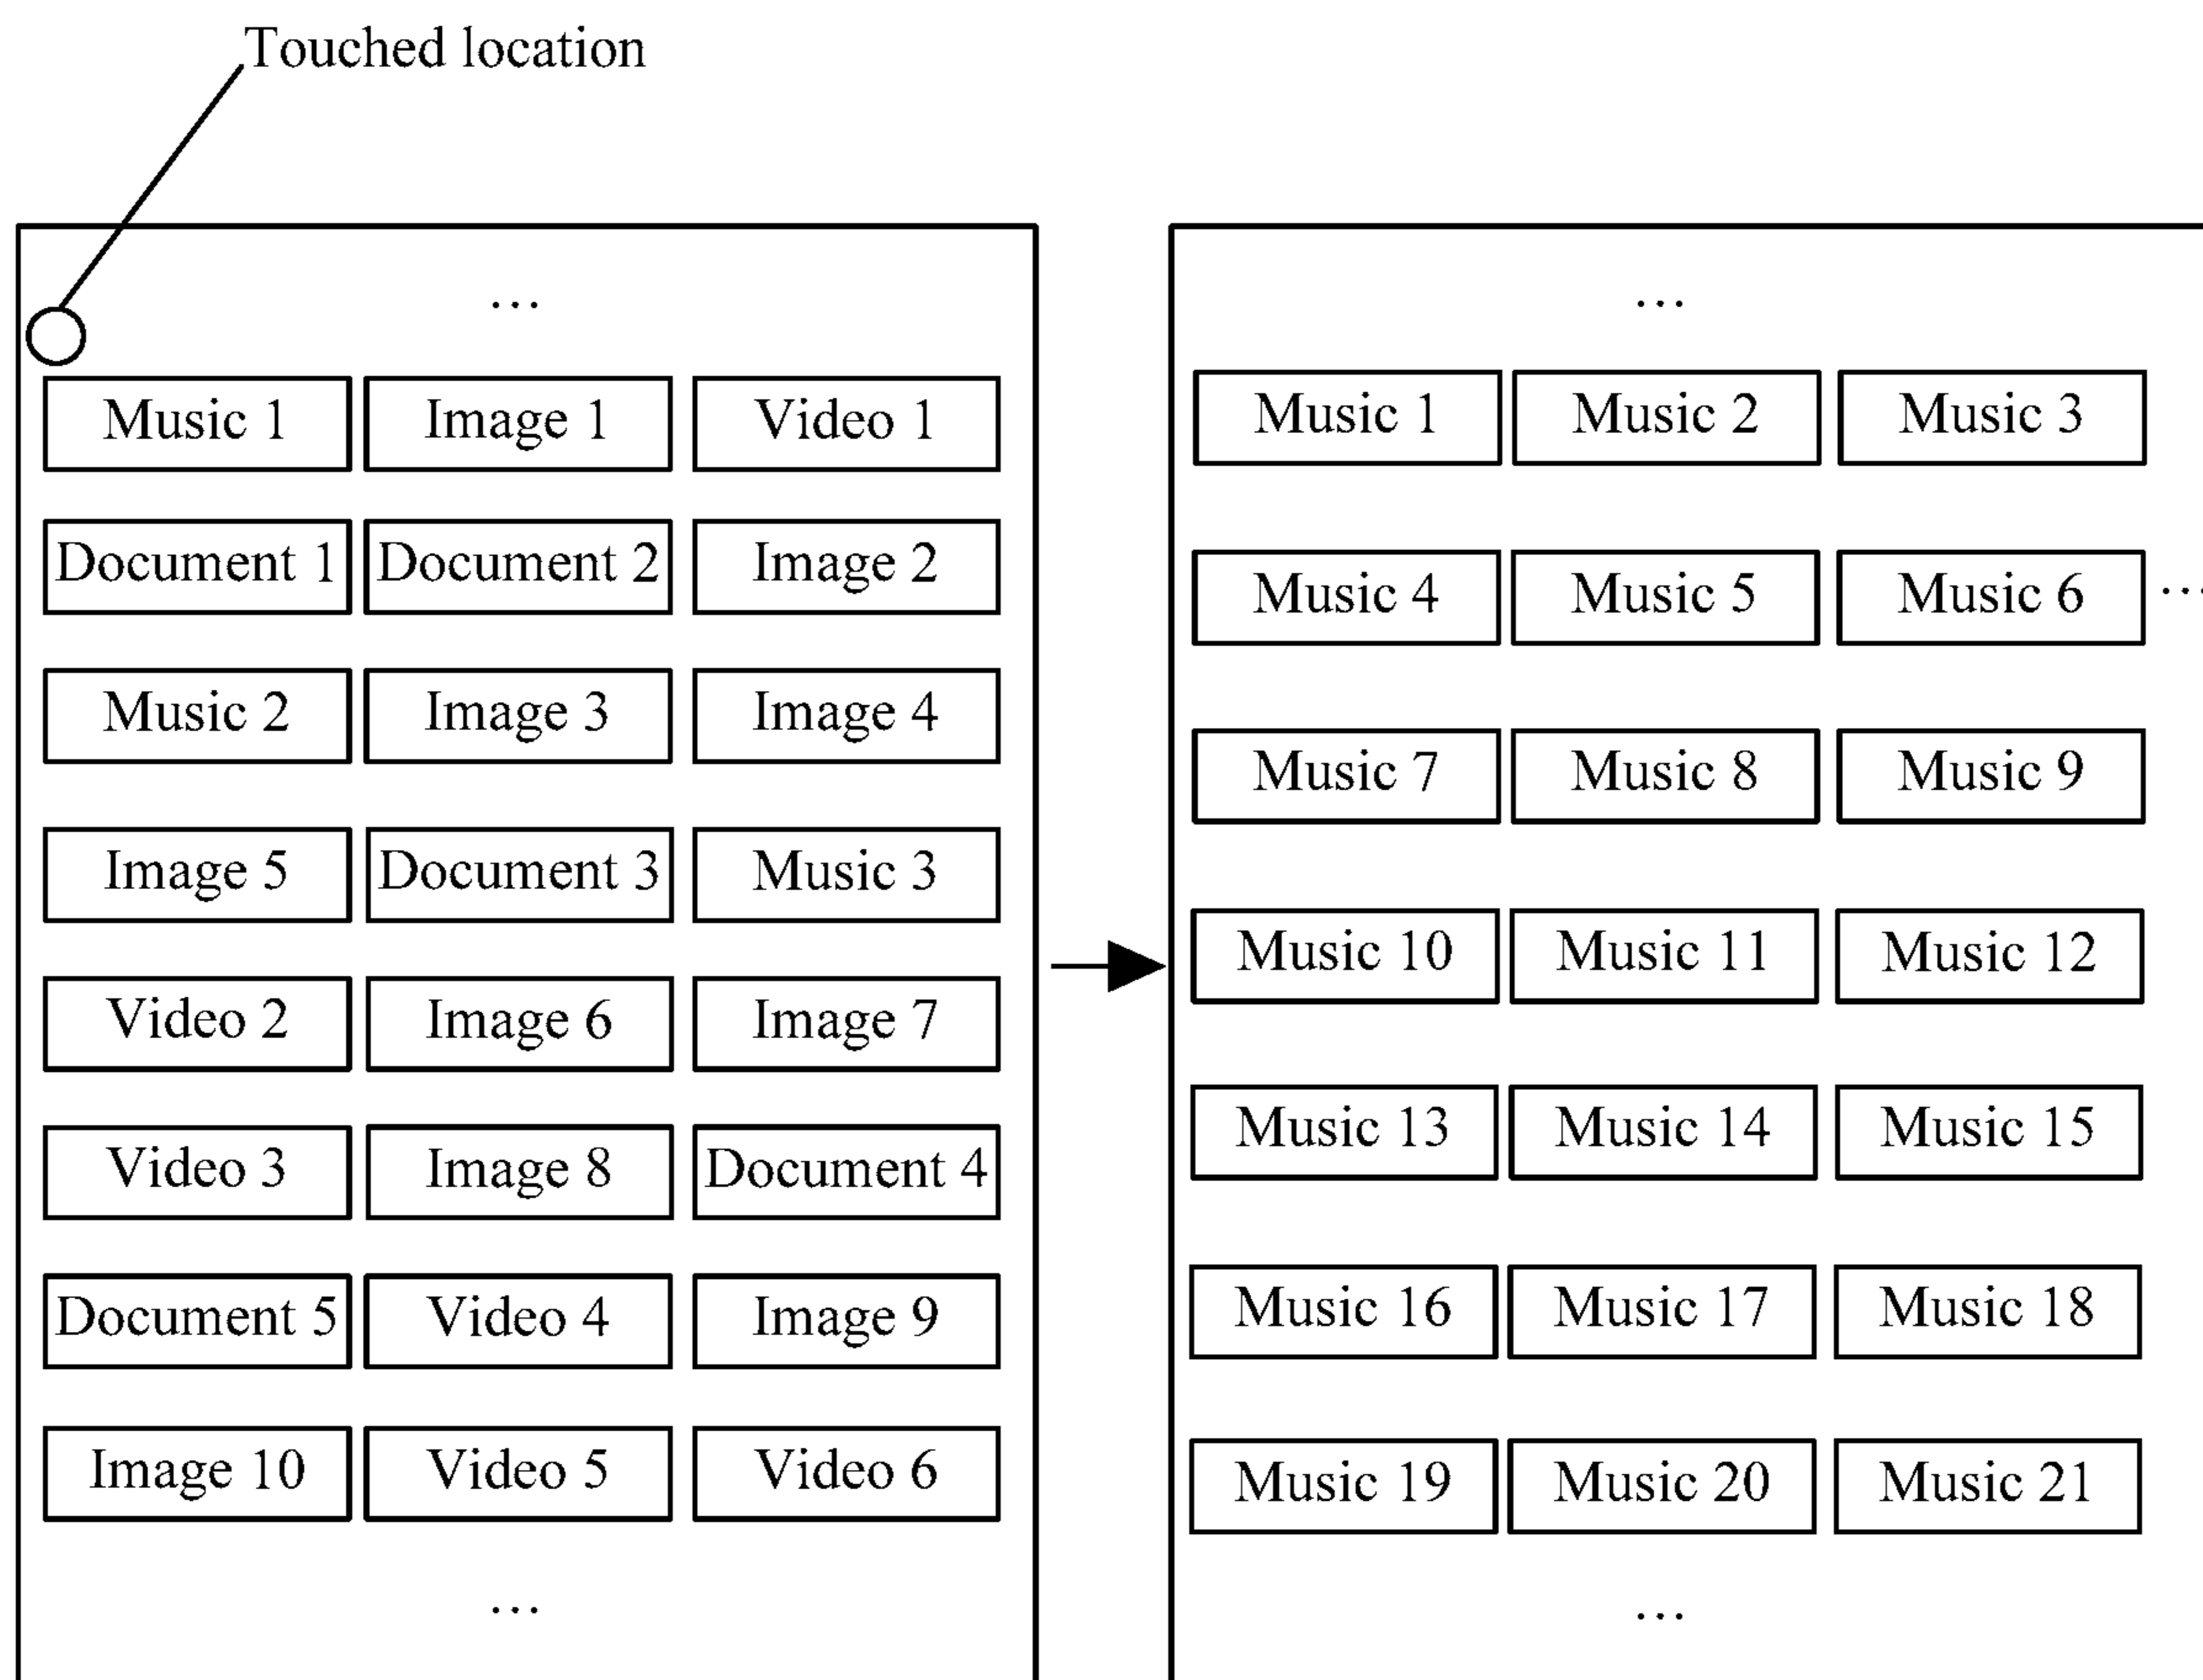 Touched location
...
Music 1 Image 1 Video 1
Document 1 Document 2 Image 2
Music 2 Image 3 Image 4
Image 5 Document 3 Music 3
Video 2 Image 6 Image 7
Video 3 Image 8 Document 4
Document 5 Video 4 Image 9
Image 10 Video 5 Video 6
...
...
Music 1 Music 2 Music 3
Music 4 Music 5 Music 6 ...
Music 7 Music 8 Music 9
Music 10 Music 11 Music 12
Music 13 Music 14 Music 15
Music 16 Music 17 Music 18
Music 19 Music 20 Music 21
...